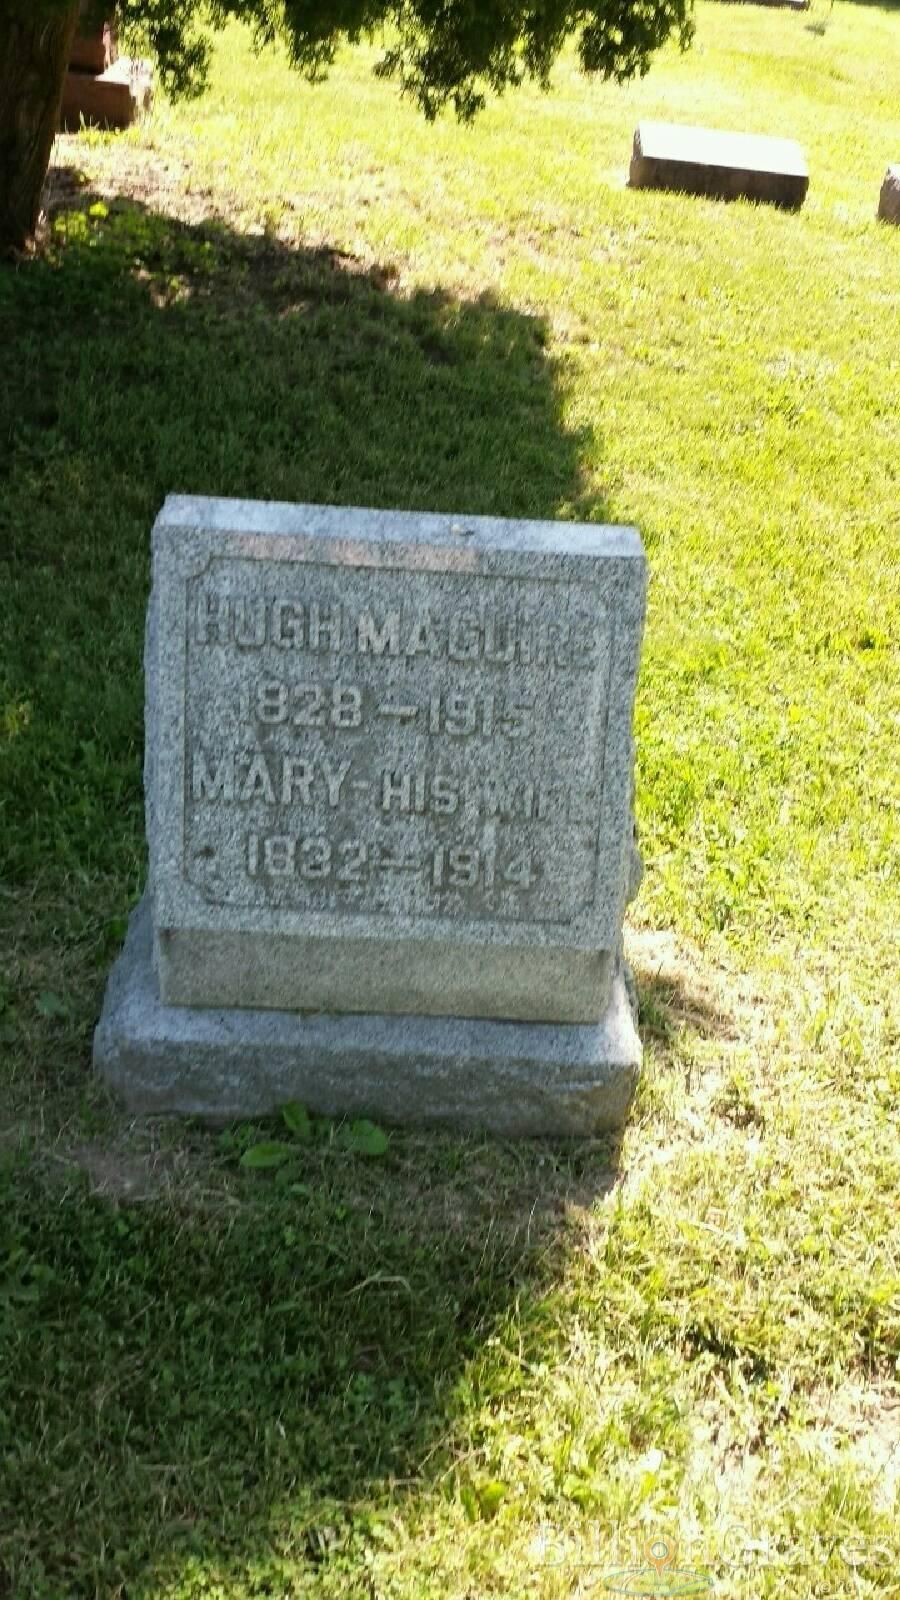 HUGH MAGUIRE
1828 - 1915
MARY - HIS WIFE
1832 - 1914
BillionGraves